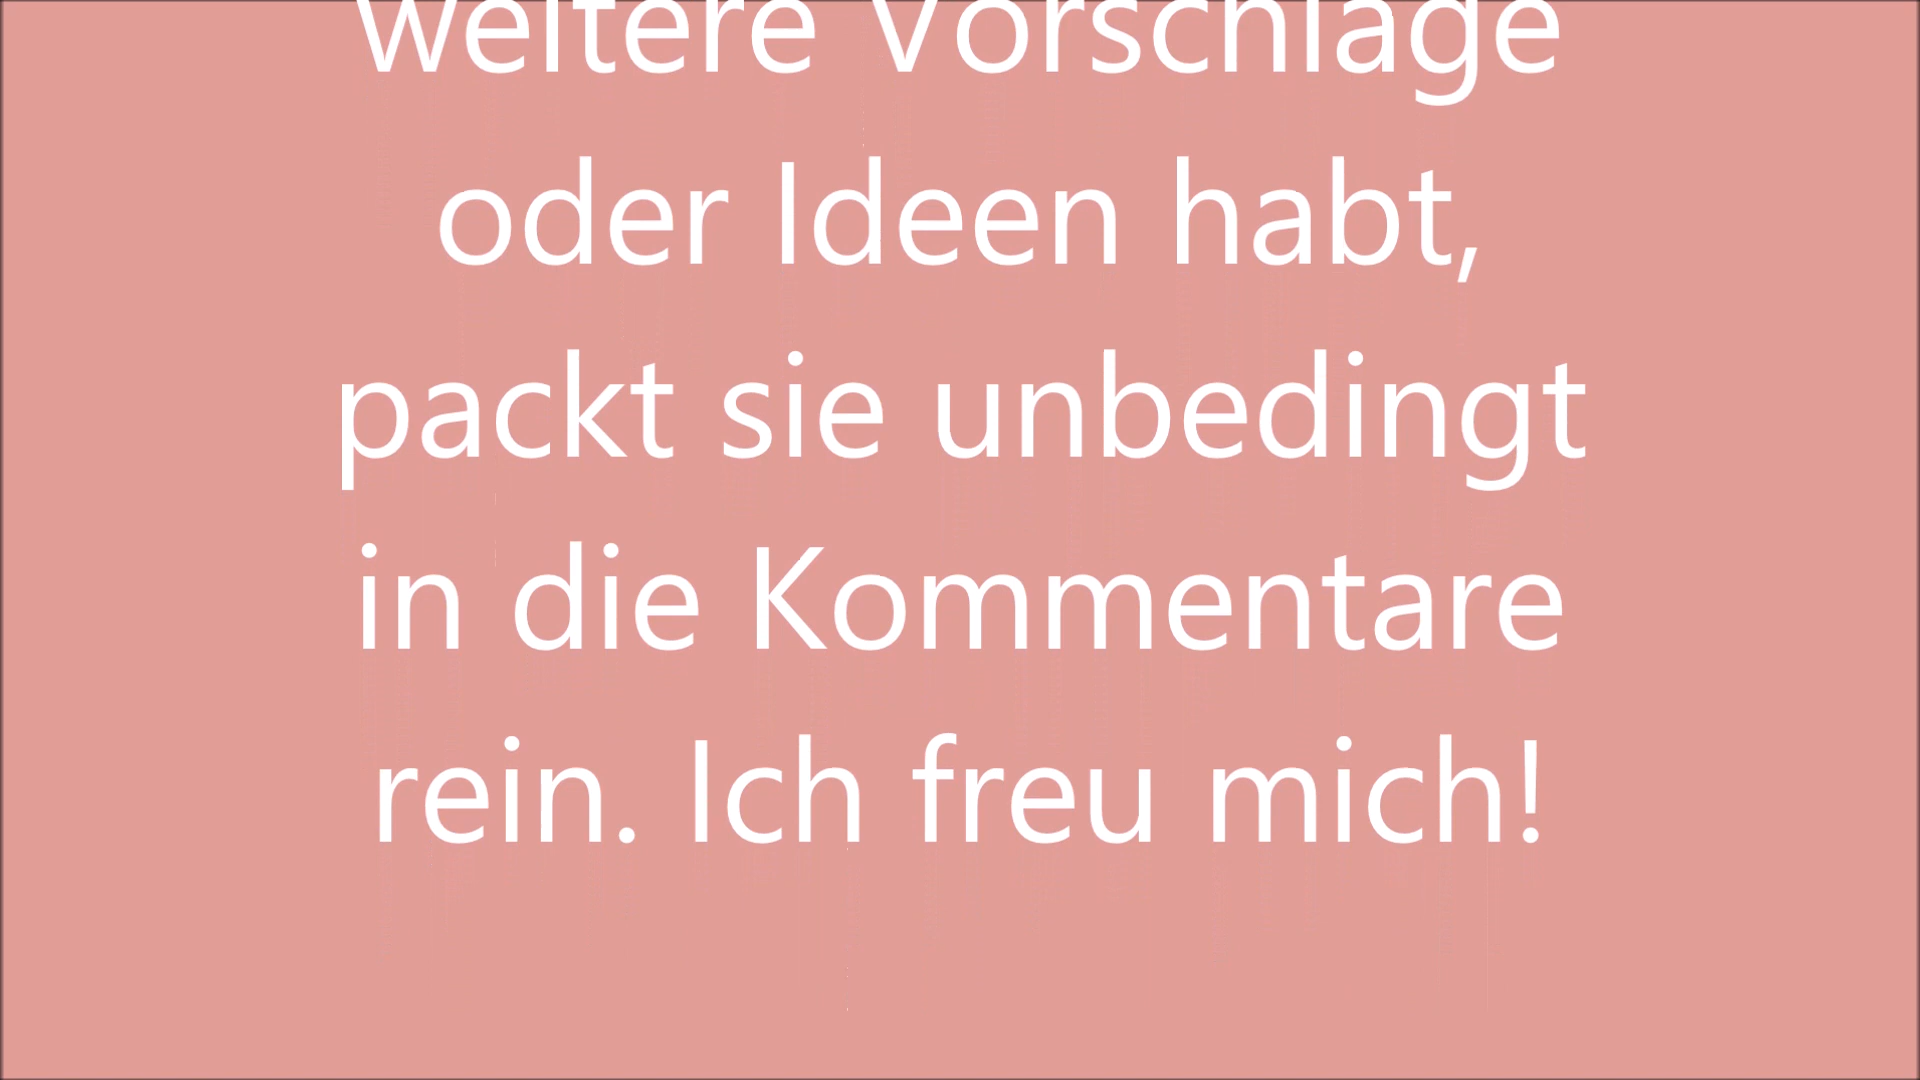 weitere Vorschläge
oder Ideen habt,
packt sie unbedingt
in die Kommentare
rein. Ich freu mich!